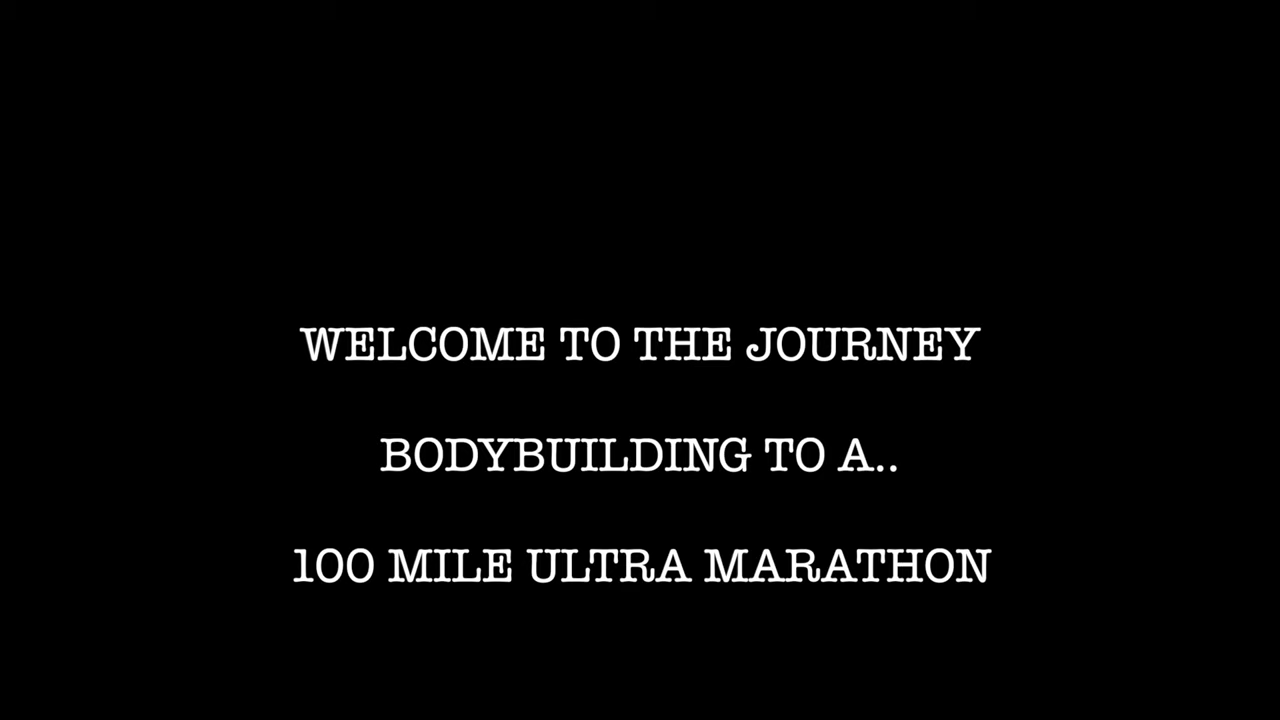 WELCOME TO THE JOURNEY
BODYBUILDING TO A..
100 MILE ULTRA MARATHON